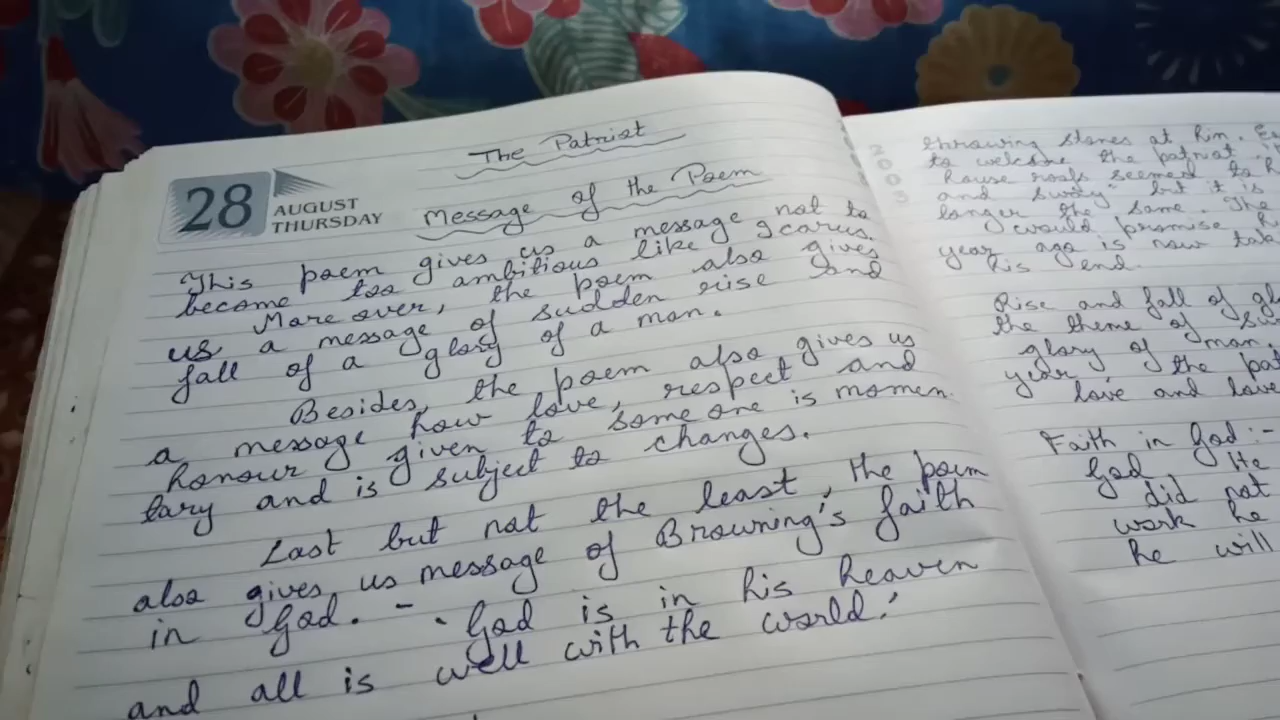 The Patriot
28
AUGUST
THURSDAY
Message of the Poem
This poem gives us a message not to
become too ambitious like Icarus.
More over, the poem also gives
us a message of sudden rise and
fall of a glory of a man.
Besides, the poem also gives us
a message how love, respect and
honour given to some one is momen
tary and is subject to changes.
Last but not the least, the poem
also gives us message of Browning's faith
in God. - 'God is in his heaven
and all is well with the world.'
2003
throwing stones at him.
to welcome the patriot.
house roofs seemed to
and sway" but it is
longer the same. The
would promise
year ago is now
his end.
Rise and fall of
the theme of
glory of man.
year the
love and love
Faith in God:-
God. He
did not
work he
he will